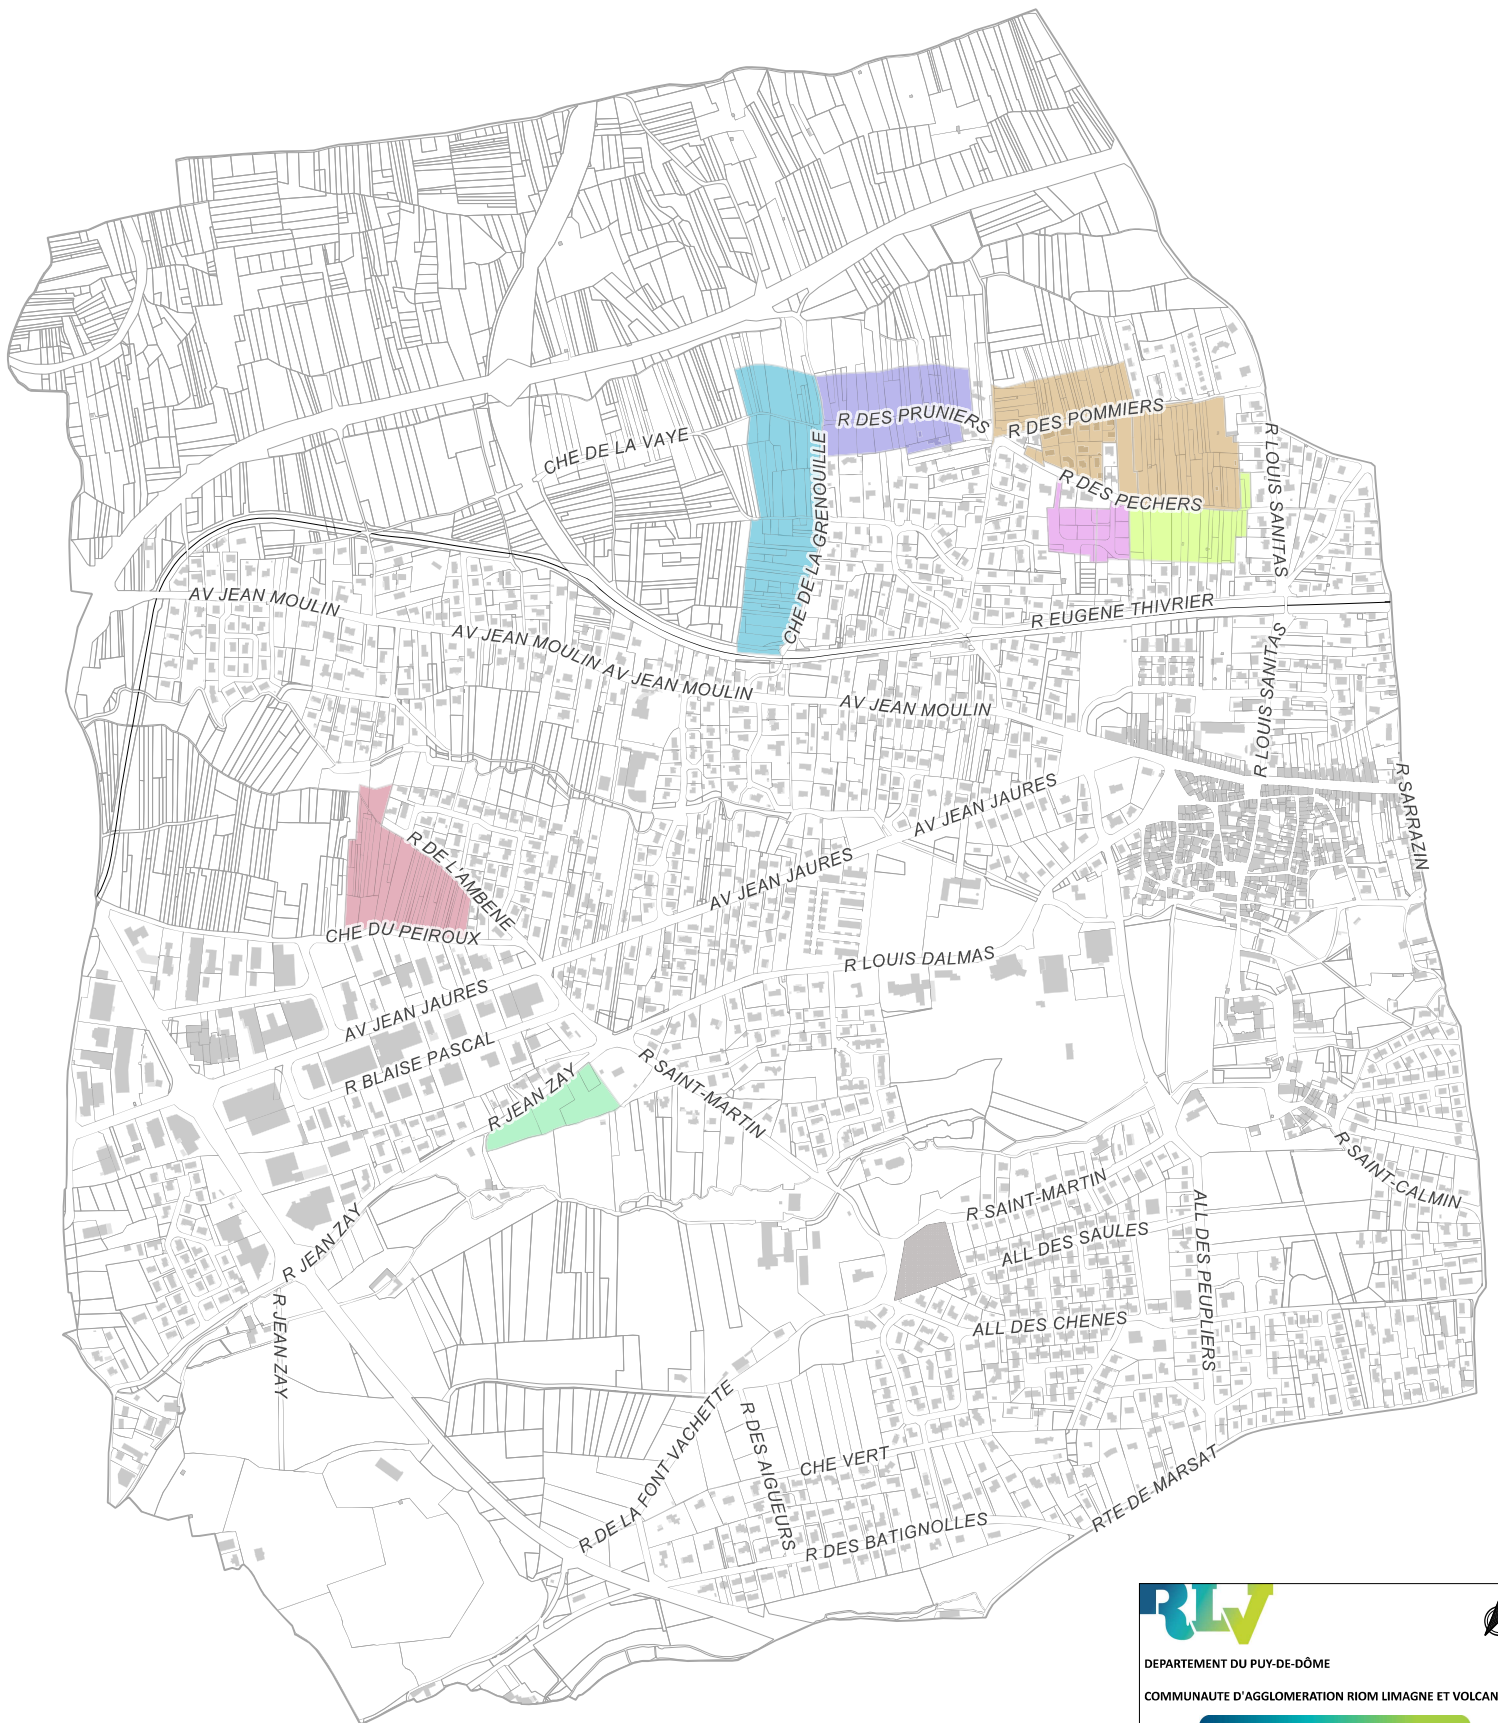 R DES PRUNIERS
R DES POMMIERS
CHE DE LA VAYE
R LOUIS SANITAS
CHE DE LA GRENOUILLE
R DES PECHERS
AV JEAN MOULIN
R EUGENE THIVRIER
AV JEAN MOULIN
AV JEAN MOULIN
AV JEAN MOULIN
R LOUIS SANITAS
AV JEAN JAURES
R SARRAZIN
R DE L'AMBENE
AV JEAN JAURES
CHE DU PEIROUX
R LOUIS DALMAS
AV JEAN JAURES
R BLAISE PASCAL
R JEAN ZAY
R SAINT-MARTIN
R SAINT-CALMIN
R SAINT-MARTIN
ALL DES SAULES
ALL DES PEUPLIERS
R JEAN ZAY
R JEAN ZAY
ALL DES CHENES
R DE LA FONT VACHETTE
R DES AIGUEURS
CHE VERT
RTE-DE-MARSAT
R DES BATIGNOLLES
RLV
DEPARTEMENT DU PUY-DE-DÔME
COMMUNAUTE D'AGGLOMERATION RIOM LIMAGNE ET VOLCAN